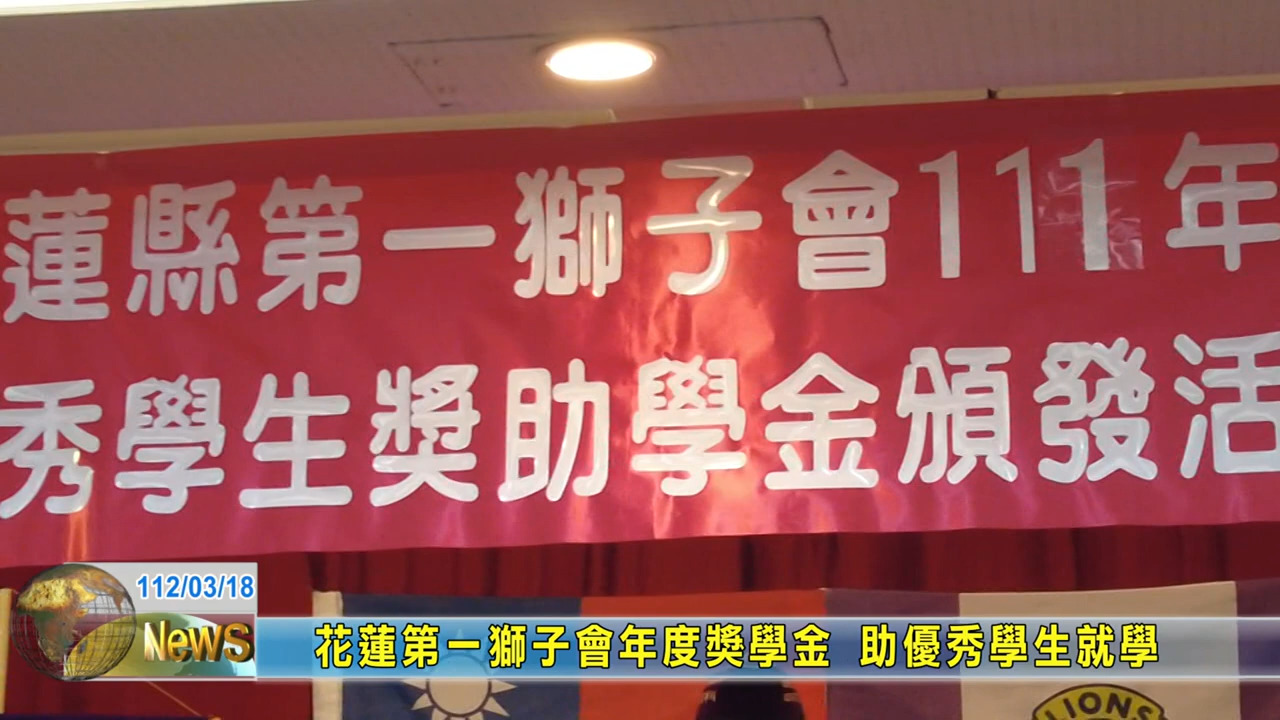 蓮縣第一獅子會111年
秀學生獎助學金頒發活
112/03/18
News
花蓮第一獅子會年度獎學金 助優秀學生就學
LIONS